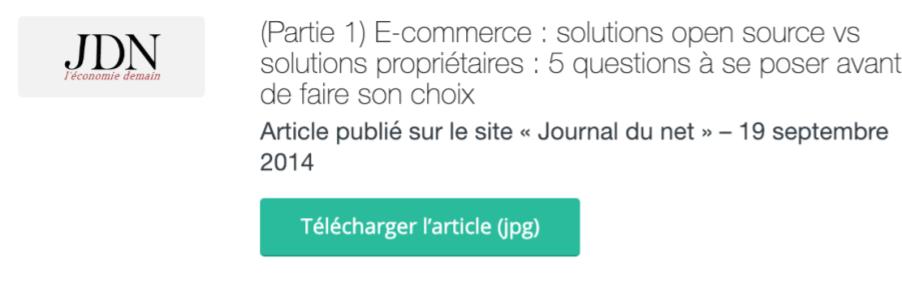 JDN
l'économie demain
(Partie 1) E-commerce : solutions open source vs
solutions propriétaires : 5 questions à se poser avant
de faire son choix
Article publié sur le site « Journal du net » – 19 septembre
2014
Télécharger l’article (jpg)